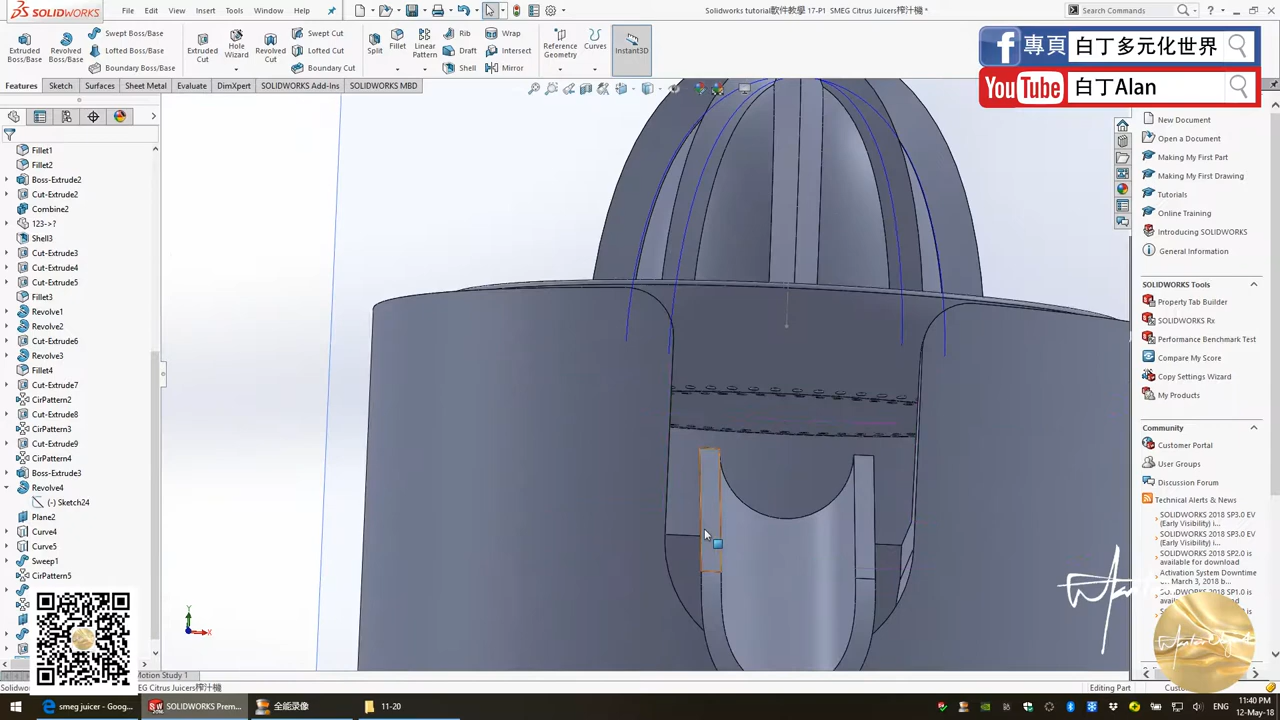 SOLIDWORKS
File
Edit
View
Insert
Tools
Window
Help
Solidworks tutorial軟件教學 17-P1 SMEG Citrus Juicers榨汁機 *
Search Commands
Extruded Boss/Base
Revolved Boss/Base
Swept Boss/Base
Lofted Boss/Base
Boundary Boss/Base
Extruded Cut
Hole Wizard
Revolved Cut
Swept Cut
Lofted Cut
Boundary Cut
Split
Fillet
Linear Pattern
Rib
Draft
Shell
Wrap
Intersect
Mirror
Reference Geometry
Curves
Instant3D
專頁
白丁多元化世界
YouTube
白丁Alan
Features
Sketch
Sheet Metal
Surfaces
Evaluate
DimXpert
SOLIDWORKS Add-Ins
SOLIDWORKS MBD
Fillet1
Fillet2
Boss-Extrude2
Cut-Extrude2
Combine2
123->?
Shell3
Cut-Extrude3
Cut-Extrude4
Cut-Extrude5
Fillet3
Revolve1
Revolve2
Cut-Extrude6
Revolve3
Fillet4
Cut-Extrude7
CirPattern2
Cut-Extrude8
CirPattern3
Cut-Extrude9
CirPattern4
Boss-Extrude3
Revolve4
(-) Sketch24
Plane2
Curve4
Curve5
Sweep1
CirPattern5
New Document
Open a Document
Making My First Part
Making My First Drawing
Tutorials
Online Training
Introducing SOLIDWORKS
General Information
SOLIDWORKS Tools
Property Tab Builder
SOLIDWORKS Rx
Performance Benchmark Test
Compare My Score
Copy Settings Wizard
My Products
Community
Customer Portal
User Groups
Discussion Forum
Technical Alerts & News
SOLIDWORKS 2018 SP3.0 EV
(Early Visibility) i...
SOLIDWORKS 2018 SP3.0 EV
(Early Visibility) i...
SOLIDWORKS 2018 SP2.0 is
available for download
Activation System Downtime
March 3, 2018
Y
X
Motion Study 1
SMEG Citrus Juicers榨汁機
Editing Part
smeg juicer - Goog...
SOLIDWORKS Prem...
全能录像
11-20
ENG
11:40 PM
12-May-18